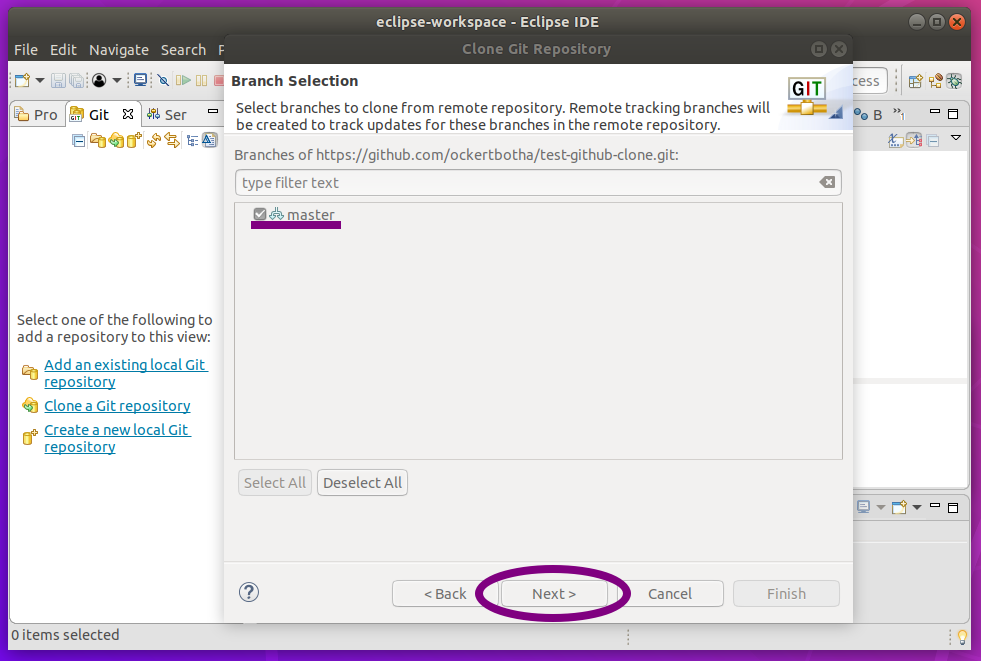 eclipse-workspace - Eclipse IDE
File Edit Navigate Search
Clone Git Repository
Pro
Git
Ser
Branch Selection
Select branches to clone from remote repository. Remote tracking branches will
be created to track updates for these branches in the remote repository.
GIT
cess
B
Branches of https://github.com/ockertbotha/test-github-clone.git:
type filter text
master
Select one of the following to
add a repository to this view:
Add an existing local Git
repository
Clone a Git repository
Create a new local Git
repository
Select All
Deselect All
?
< Back
Next >
Cancel
Finish
0 items selected